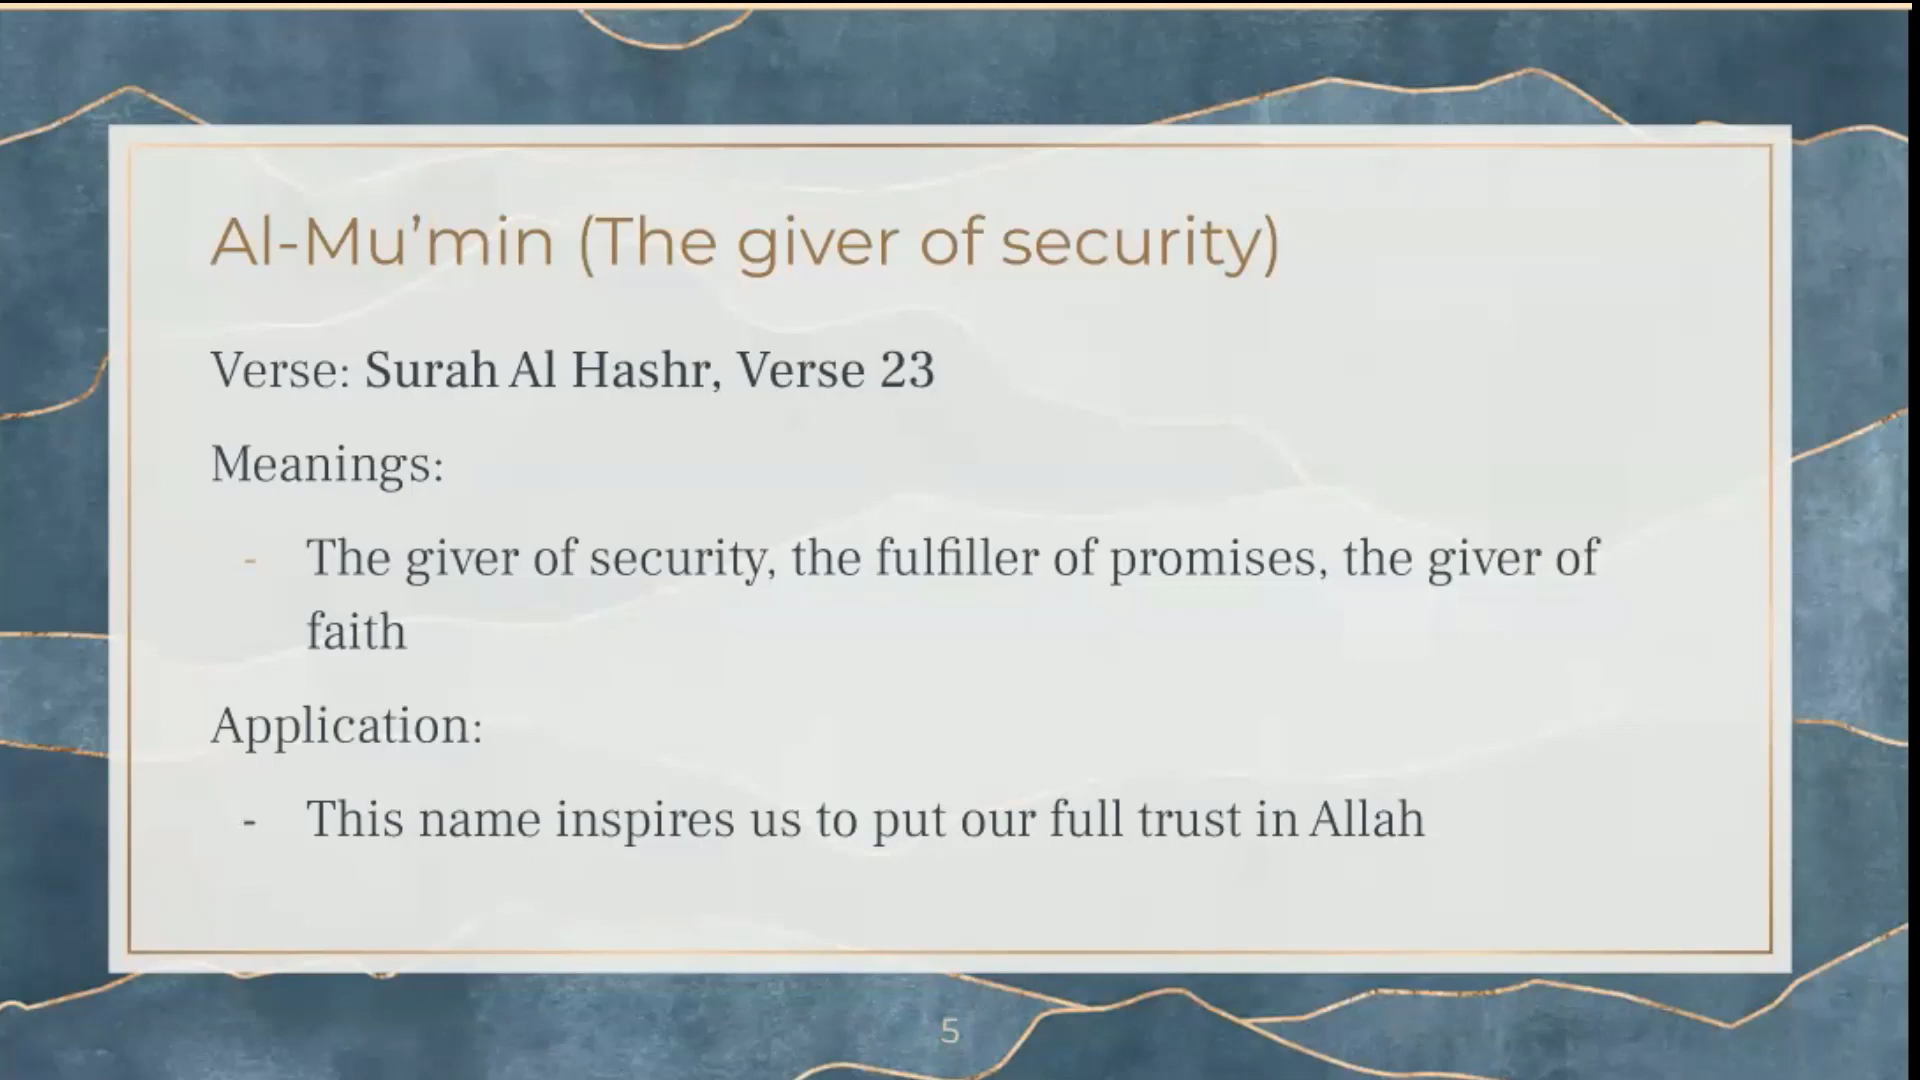 Al-Mu’min (The giver of security)
Verse: Surah Al Hashr, Verse 23
Meanings:
- The giver of security, the fulfiller of promises, the giver of
faith
Application:
- This name inspires us to put our full trust in Allah
5